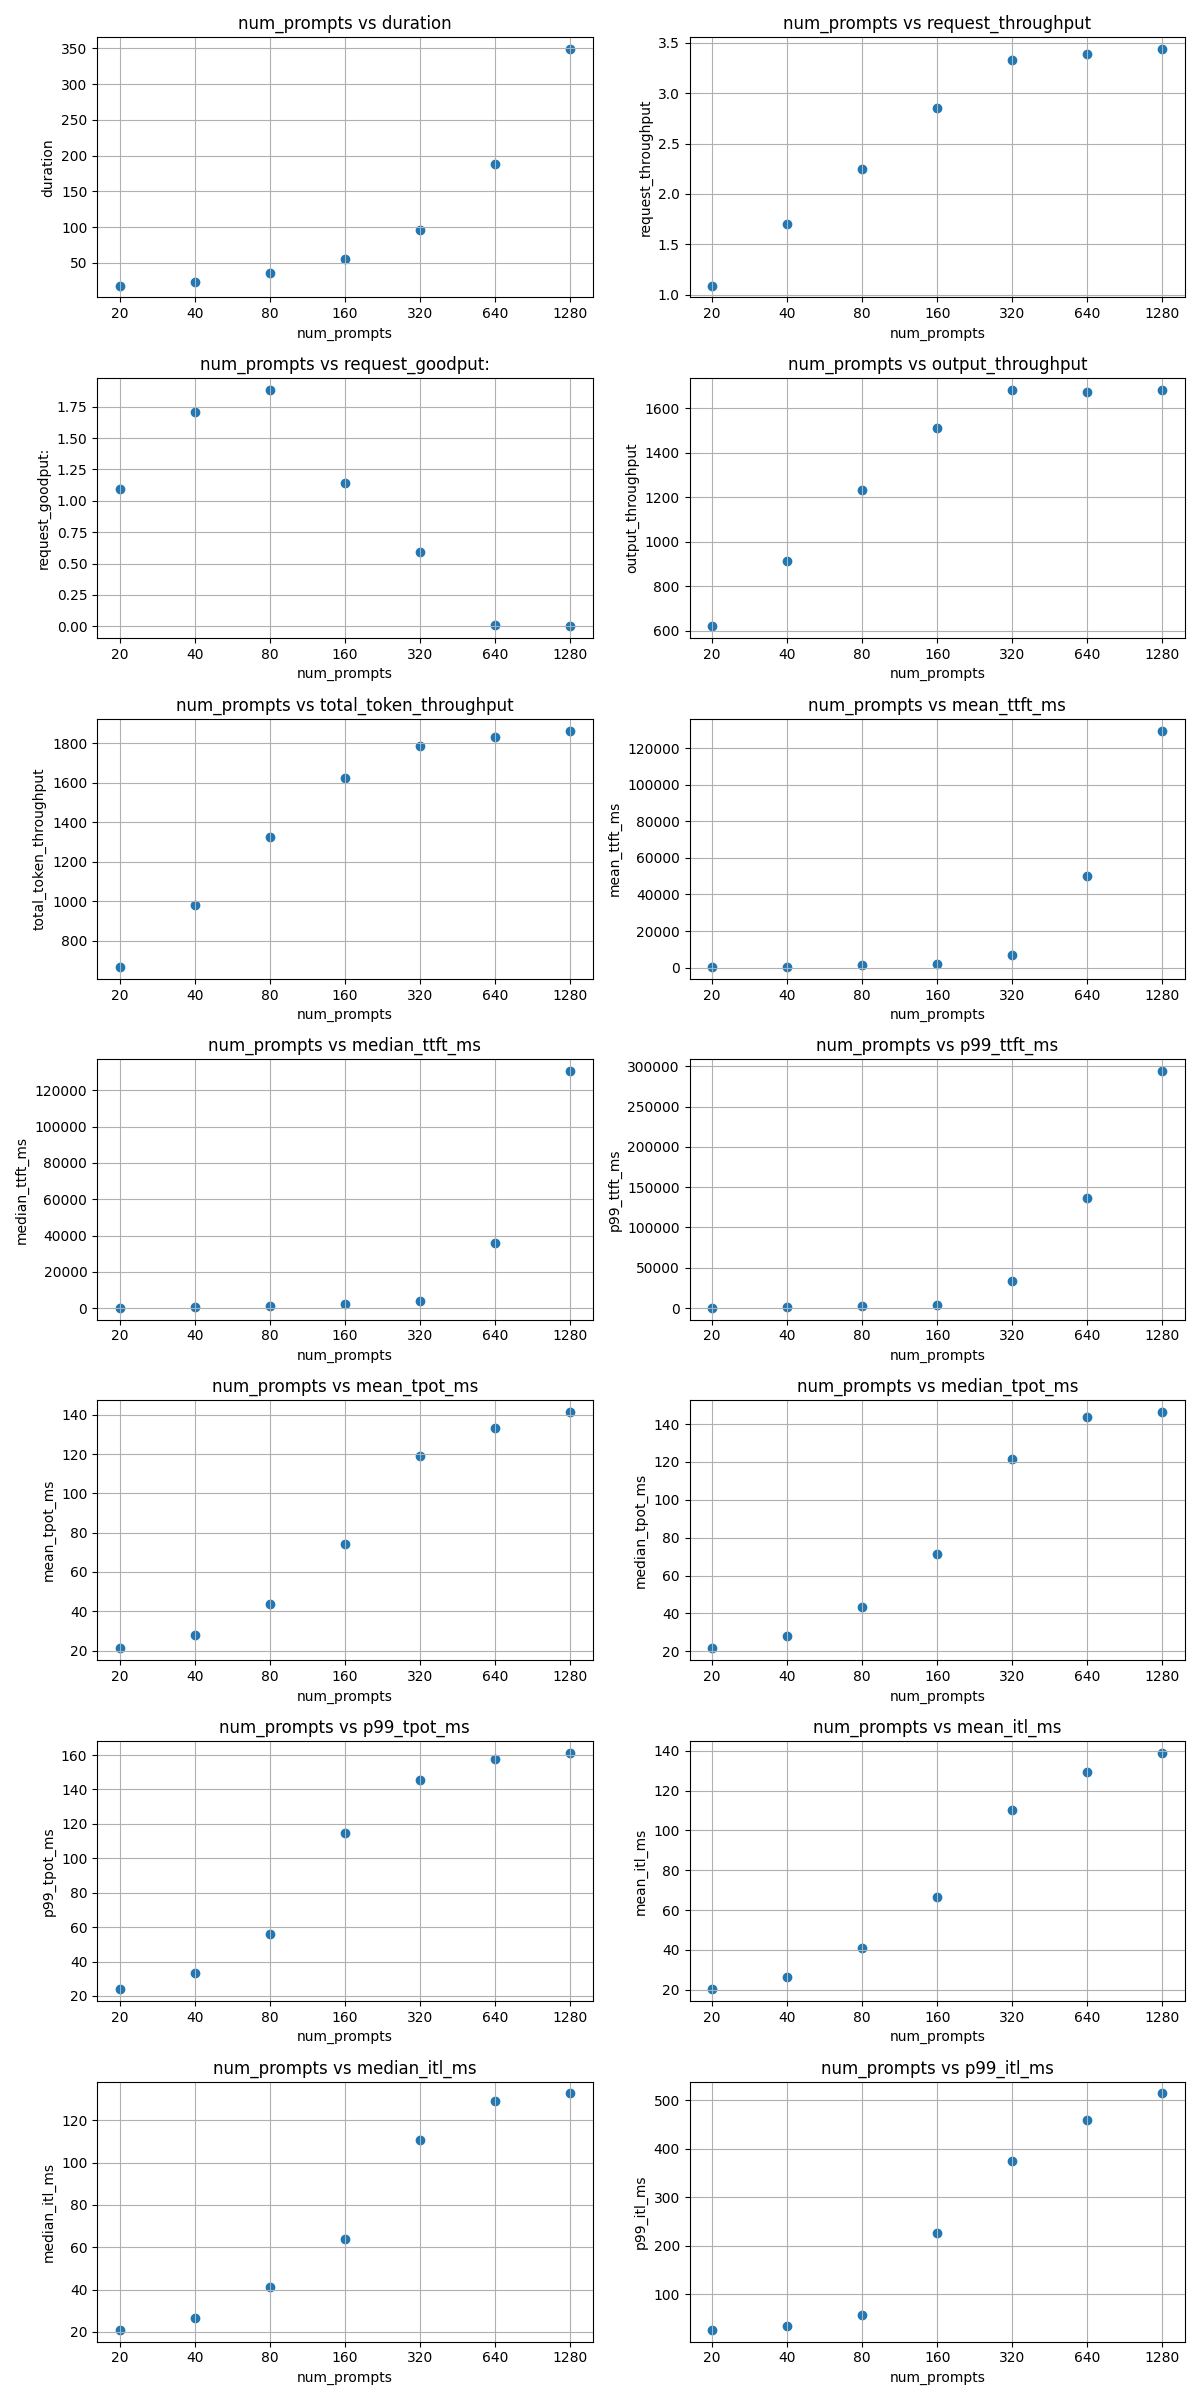 num_prompts vs duration
350
300
250
200
150
100
50
duration
20 40 80 160 320 640 1280
num_prompts
num_prompts vs request_throughput
3.5
3.0
2.5
2.0
1.5
1.0
request_throughput
20 40 80 160 320 640 1280
num_prompts
num_prompts vs request_goodput:
1.75
1.50
1.25
1.00
0.75
0.50
0.25
0.00
request_goodput:
20 40 80 160 320 640 1280
num_prompts
num_prompts vs output_throughput
1600
1400
1200
1000
800
600
output_throughput
20 40 80 160 320 640 1280
num_prompts
num_prompts vs total_token_throughput
1800
1600
1400
1200
1000
800
total_token_throughput
20 40 80 160 320 640 1280
num_prompts
num_prompts vs mean_ttft_ms
120000
100000
80000
60000
40000
20000
0
mean_ttft_ms
20 40 80 160 320 640 1280
num_prompts
num_prompts vs median_ttft_ms
120000
100000
80000
60000
40000
20000
0
median_ttft_ms
20 40 80 160 320 640 1280
num_prompts
num_prompts vs p99_ttft_ms
300000
250000
200000
150000
100000
50000
0
p99_ttft_ms
20 40 80 160 320 640 1280
num_prompts
num_prompts vs mean_tpot_ms
140
120
100
80
60
40
20
mean_tpot_ms
20 40 80 160 320 640 1280
num_prompts
num_prompts vs median_tpot_ms
140
120
100
80
60
40
20
median_tpot_ms
20 40 80 160 320 640 1280
num_prompts
num_prompts vs p99_tpot_ms
160
140
120
100
80
60
40
20
p99_tpot_ms
20 40 80 160 320 640 1280
num_prompts
num_prompts vs mean_itl_ms
140
120
100
80
60
40
20
mean_itl_ms
20 40 80 160 320 640 1280
num_prompts
num_prompts vs median_itl_ms
120
100
80
60
40
20
median_itl_ms
20 40 80 160 320 640 1280
num_prompts
num_prompts vs p99_itl_ms
500
400
300
200
100
p99_itl_ms
20 40 80 160 320 640 1280
num_prompts